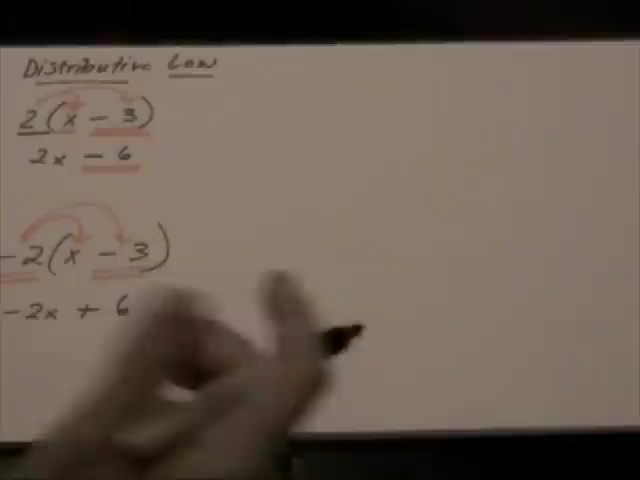 Distributive Law
2(x - 3)
2x - 6
-2(x - 3)
-2x + 6